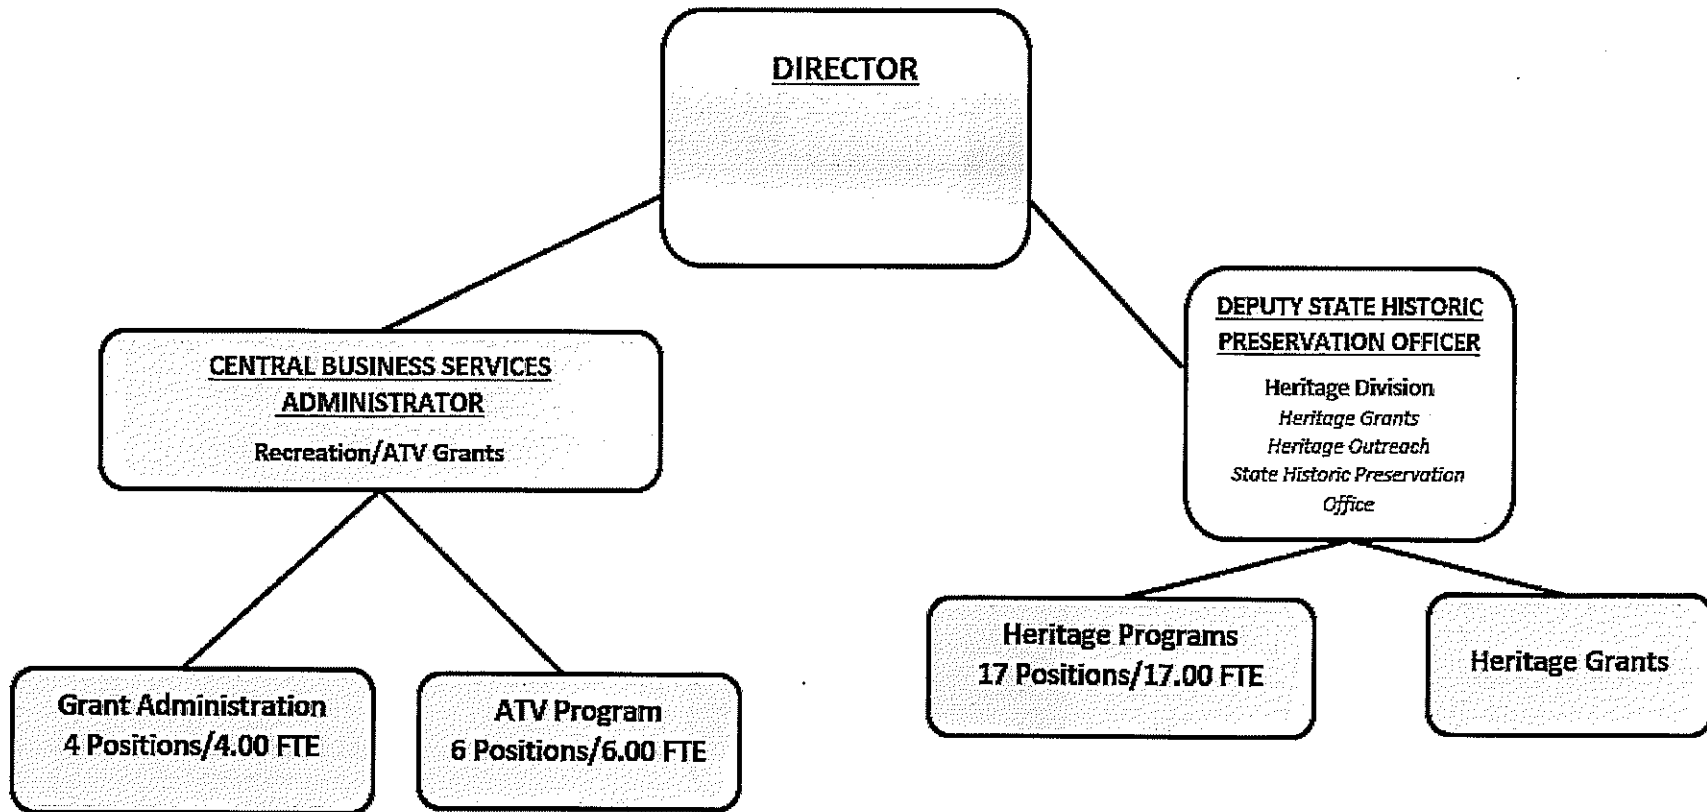 DIRECTOR
CENTRAL BUSINESS SERVICES
ADMINISTRATOR
Recreation/ATV Grants
DEPUTY STATE HISTORIC
PRESERVATION OFFICER
Heritage Division
Heritage Grants
Heritage Outreach
State Historic Preservation
Office
Grant Administration
4 Positions/4.00 FTE
ATV Program
6 Positions/6.00 FTE
Heritage Programs
17 Positions/17.00 FTE
Heritage Grants